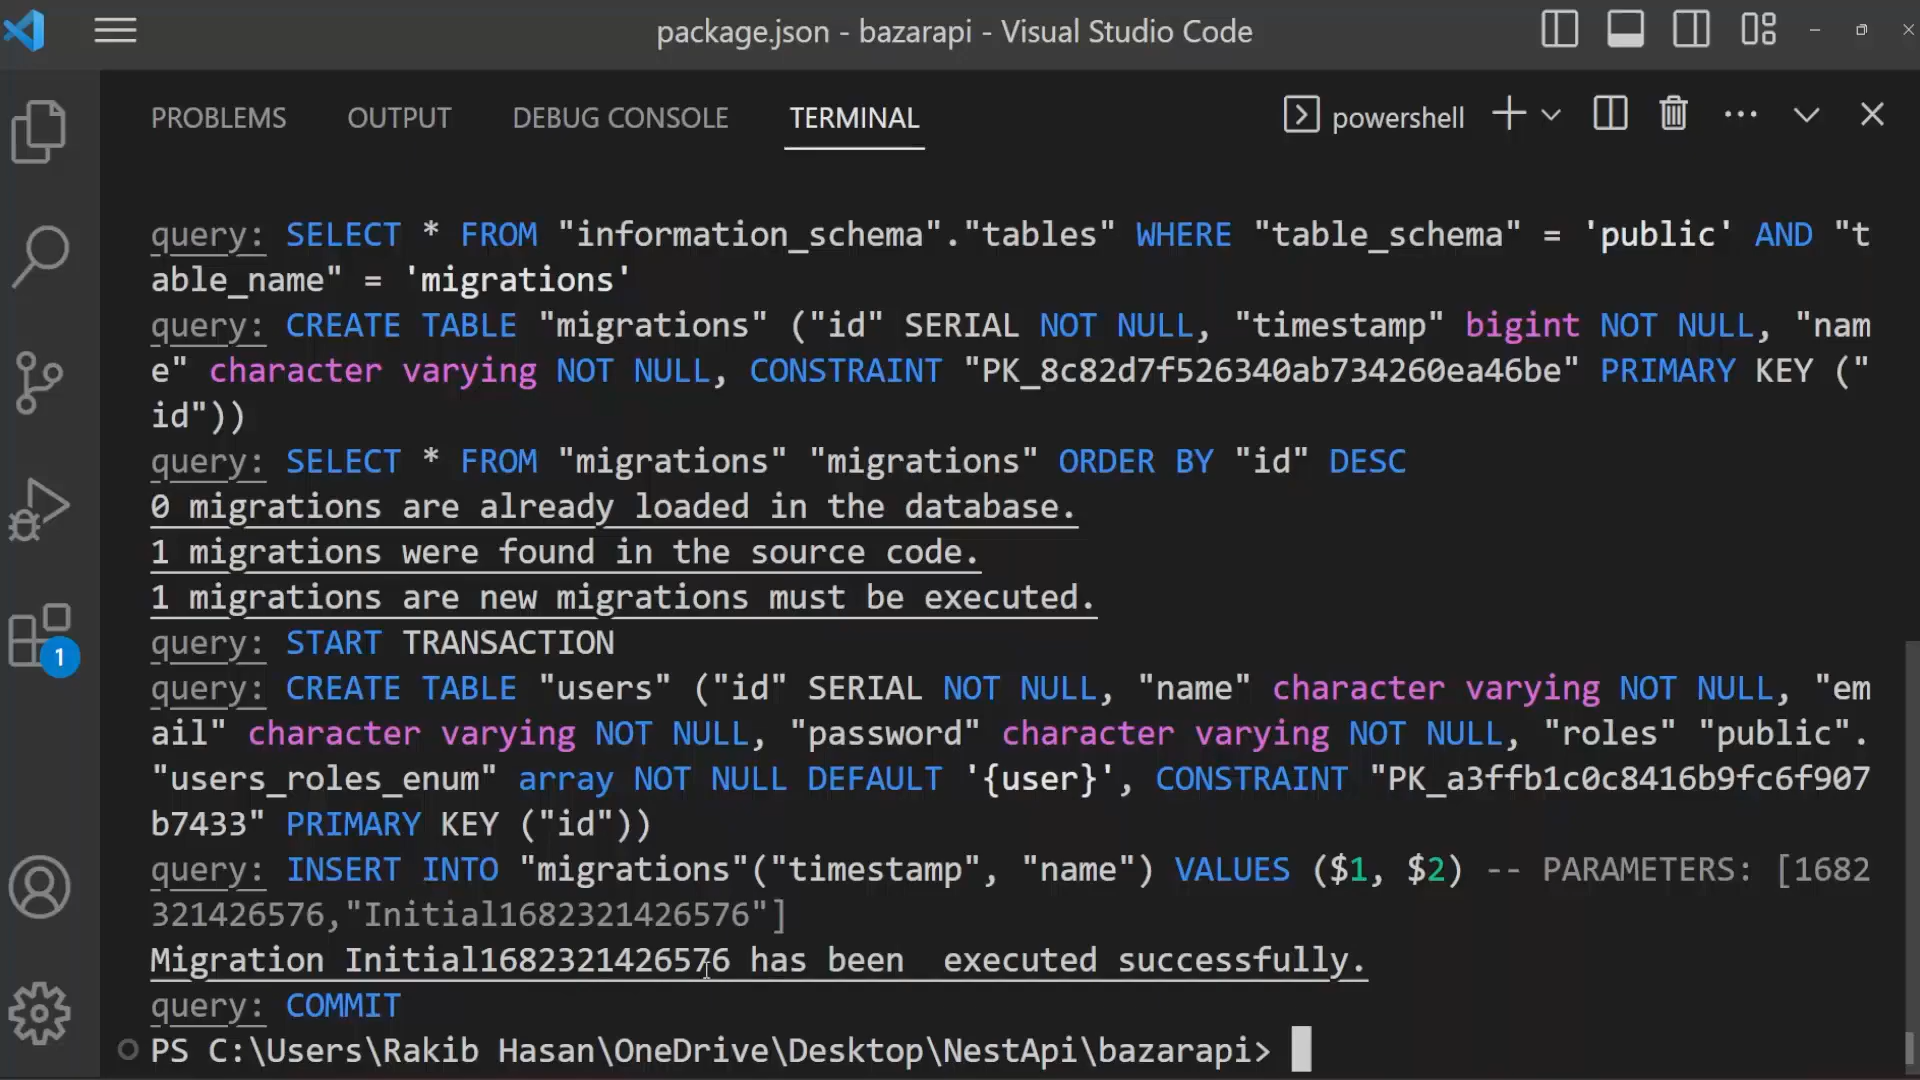 package.json - bazarapi - Visual Studio Code
PROBLEMS OUTPUT DEBUG CONSOLE TERMINAL powershell
query: SELECT * FROM "information_schema"."tables" WHERE "table_schema" = 'public' AND "t
able_name" = 'migrations'
query: CREATE TABLE "migrations" ("id" SERIAL NOT NULL, "timestamp" bigint NOT NULL, "nam
e" character varying NOT NULL, CONSTRAINT "PK_8c82d7f526340ab734260ea46be" PRIMARY KEY ("
id"))
query: SELECT * FROM "migrations" "migrations" ORDER BY "id" DESC
0 migrations are already loaded in the database.
1 migrations were found in the source code.
1 migrations are new migrations must be executed.
query: START TRANSACTION
query: CREATE TABLE "users" ("id" SERIAL NOT NULL, "name" character varying NOT NULL, "em
ail" character varying NOT NULL, "password" character varying NOT NULL, "roles" "public".
"users_roles_enum" array NOT NULL DEFAULT '{user}', CONSTRAINT "PK_a3ffb1c0c8416b9fc6f907
b7433" PRIMARY KEY ("id"))
query: INSERT INTO "migrations"("timestamp", "name") VALUES ($1, $2) -- PARAMETERS: [1682
321426576,"Initial1682321426576"]
Migration Initial1682321426576 has been  executed successfully.
query: COMMIT
PS C:\Users\Rakib Hasan\OneDrive\Desktop\NestApi\bazarapi>
1